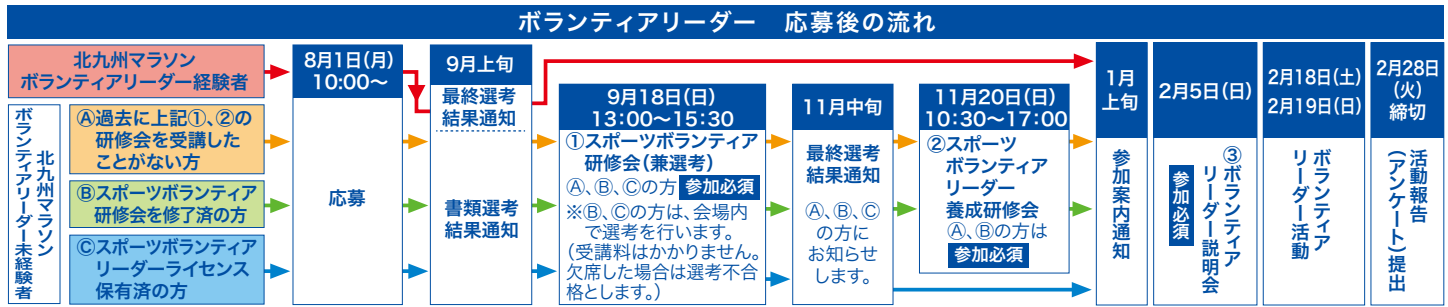 ボランティアリーダー　応募後の流れ
北九州マラソン
ボランティアリーダー経験者
北九州マラソン
ボランティアリーダー未経験者
Ⓐ過去に上記①、②の
研修会を受講した
ことがない方
Ⓑスポーツボランティア
研修会を修了済の方
Ⓒスポーツボランティア
リーダーライセンス
保有済の方
8月1日(月)
10:00～
応募
9月上旬
最終選考
結果通知
書類選考
結果通知
9月18日(日)
13:00～15:30
①スポーツボランティア
研修会(兼選考)
Ⓐ、Ⓑ、Ⓒの方 参加必須
※Ⓑ、Ⓒの方は、会場内
で選考を行います。
(受講料はかかりません。
欠席した場合は選考不合
格とします。)
11月中旬
最終選考
結果通知
Ⓐ、Ⓑ、Ⓒ
の方に
お知らせ
します。
11月20日(日)
10:30～17:00
②スポーツ
ボランティア
リーダー
養成研修会
Ⓐ、Ⓑの方は
参加必須
1月
上旬
参加案内通知
2月5日(日)
③ボランティア
リーダー説明会
参加必須
2月18日(土)
2月19日(日)
ボランティア
リーダー活動
2月28日
(火)
締切
活動報告
(アンケート)提出